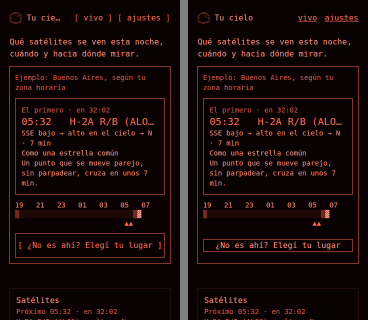 Tu cie… [ vivo ] [ ajustes ]
Qué satélites se ven esta noche,
cuándo y hacia dónde mirar.
Ejemplo: Buenos Aires, según tu
zona horaria
El primero · en 32:02
05:32 H-2A R/B (ALO…
SSE bajo → alto en el cielo → N
· 7 min
Como una estrella común
Un punto que se mueve parejo,
sin parpadear, cruza en unos 7
min.
19 21 23 01 03 05 07
▲▲
[ ¿No es ahí? Elegí tu lugar ]
Satélites
Próximo 05:32 · en 32:02
Tu cielo vivo ajustes
Qué satélites se ven esta noche,
cuándo y hacia dónde mirar.
Ejemplo: Buenos Aires, según tu
zona horaria
El primero · en 32:02
05:32 H-2A R/B (ALO…
SSE bajo → alto en el cielo → N
· 7 min
Como una estrella común
Un punto que se mueve parejo,
sin parpadear, cruza en unos 7
min.
19 21 23 01 03 05 07
▲▲
¿No es ahí? Elegí tu lugar
Satélites
Próximo 05:32 · en 32:02